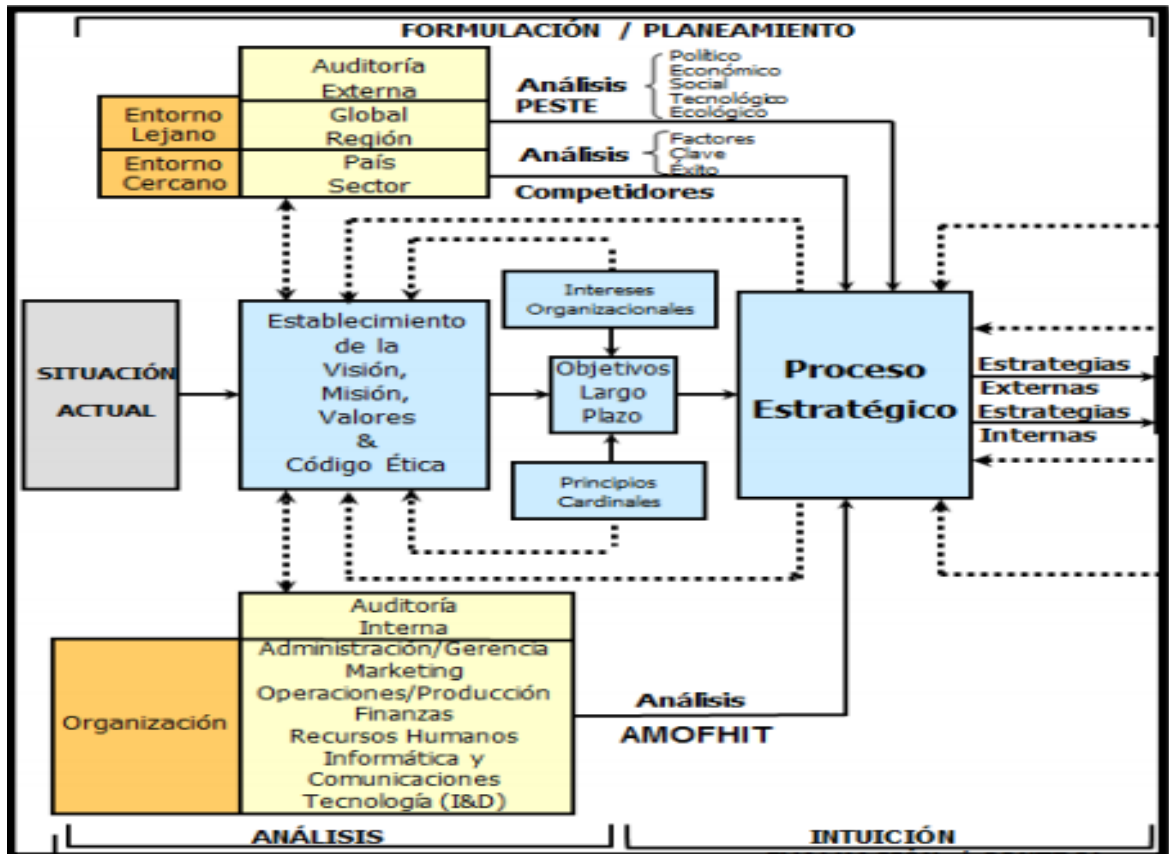 FORMULACIÓN / PLANEAMIENTO
Auditoría
Externa
Entorno
Lejano
Global
Región
Entorno
Cercano
País
Sector
Análisis
PESTE
Político
Económico
Social
Tecnológico
Ecológico
Análisis
Factores
Clave
Éxito
Competidores
SITUACIÓN
ACTUAL
Establecimiento
de la
Visión,
Misión,
Valores
&
Código Ética
Intereses
Organizacionales
Objetivos
Largo
Plazo
Principios
Cardinales
Proceso
Estratégico
Estrategias
Externas
Estrategias
Internas
Auditoría
Interna
Organización
Administración/Gerencia
Marketing
Operaciones/Producción
Finanzas
Recursos Humanos
Informática y
Comunicaciones
Tecnología (I&D)
Análisis
AMOFHIT
ANÁLISIS
INTUICIÓN